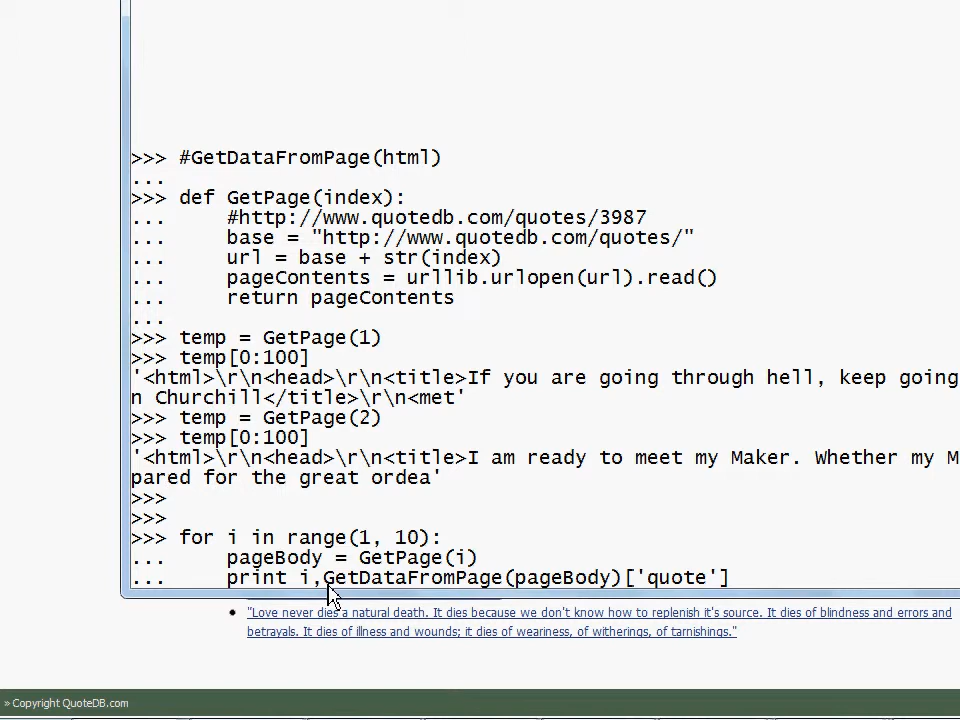 >>> #GetDataFromPage(html)
...
>>> def GetPage(index):
...     #http://www.quotedb.com/quotes/3987
...     base = "http://www.quotedb.com/quotes/"
...     url = base + str(index)
...     pageContents = urllib.urlopen(url).read()
...     return pageContents
...
>>> temp = GetPage(1)
>>> temp[0:100]
'<html>\r\n<head>\r\n<title>If you are going through hell, keep going
n Churchill</title>\r\n<met'
>>> temp = GetPage(2)
>>> temp[0:100]
'<html>\r\n<head>\r\n<title>I am ready to meet my Maker. Whether my M
pared for the great ordea'
>>>
>>>
>>> for i in range(1, 10):
...     pageBody = GetPage(i)
...     print i,GetDataFromPage(pageBody)['quote']
"Love never dies a natural death. It dies because we don't know how to replenish it's source. It dies of blindness and errors and
betrayals. It dies of illness and wounds; it dies of weariness, of witherings, of tarnishings."
» Copyright QuoteDB.com